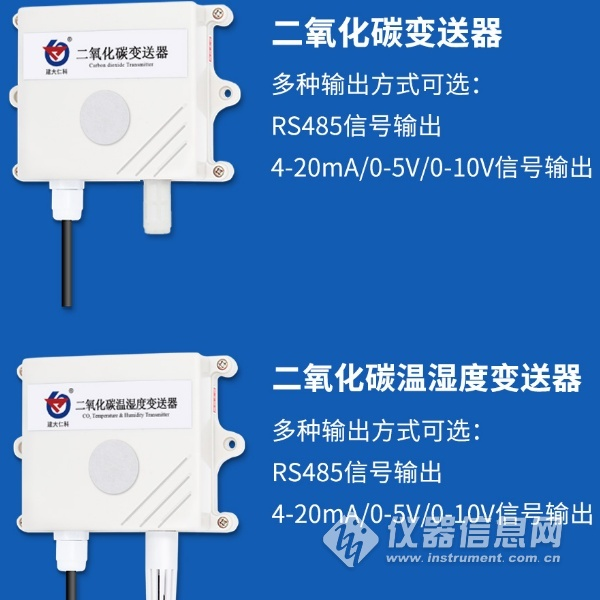 二氧化碳变送器
多种输出方式可选：
RS485信号输出
4-20mA/0-5V/0-10V信号输出
®
建大仁科
二氧化碳变送器
Carbon dioxide Transmitter
二氧化碳温湿度变送器
多种输出方式可选：
RS485信号输出
4-20mA/0-5V/0-10V信号输出
®
建大仁科
二氧化碳温湿度变送器
CO₂ Temperature & Humidity Transmitter
仪器信息网
www.instrument.com.cn